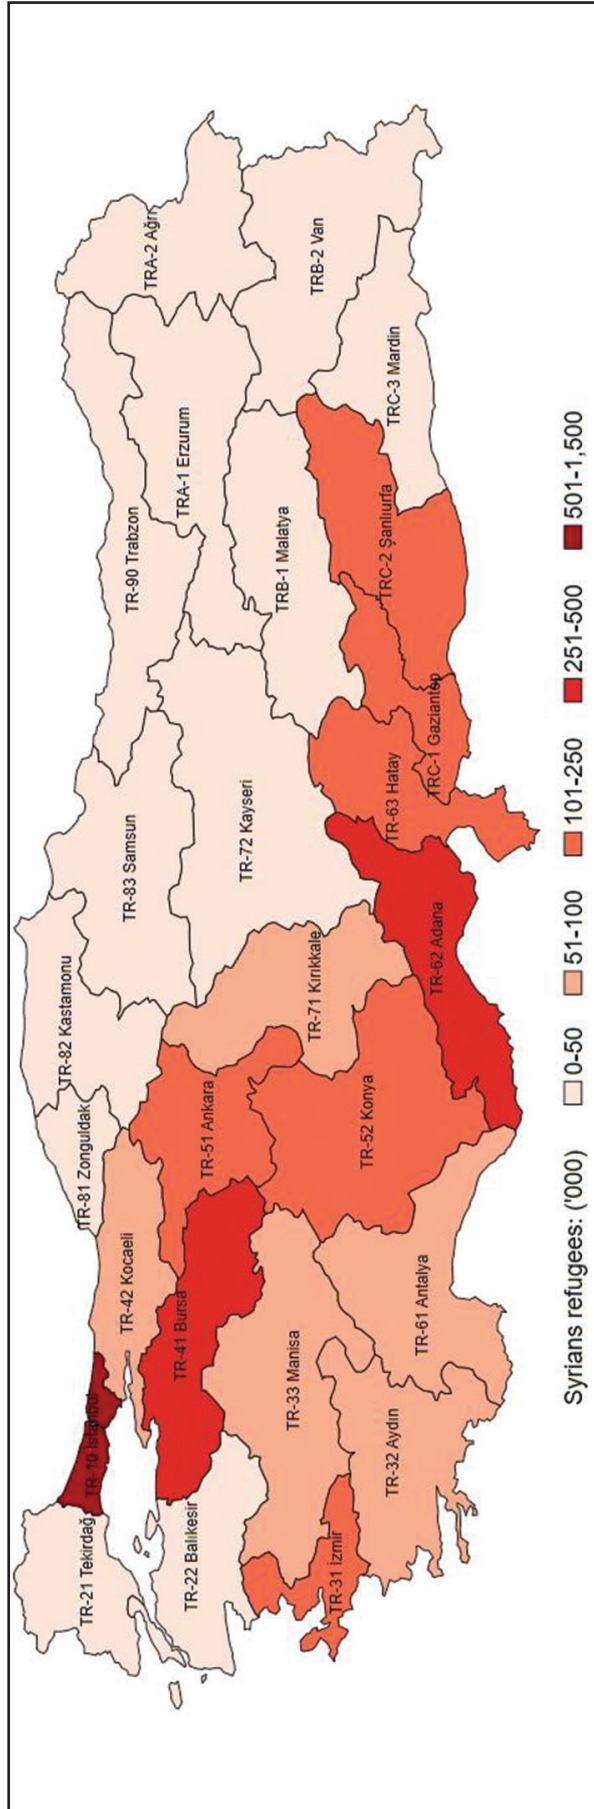 TR-21 Tekirdağ
TR-10 İstanbul
TR-81 Zonguldak
TR-82 Kastamonu
TR-42 Kocaeli
TR-83 Samsun
TR-90 Trabzon
TRA-2 Ağrı
TR-22 Balıkesir
TR-41 Bursa
TR-51 Ankara
TRA-1 Erzurum
TR-72 Kayseri
TR-33 Manisa
TR-71 Kırıkkale
TRB-1 Malatya
TRB-2 Van
TR-31 İzmir
TR-32 Aydın
TR-52 Konya
TR-63 Hatay
TRC-2 Şanlıurfa
TRC-3 Mardin
TR-61 Antalya
TR-62 Adana
TRC-1 Gaziantep
Syrians refugees: ('000) 0-50 51-100 101-250 251-500 501-1,500